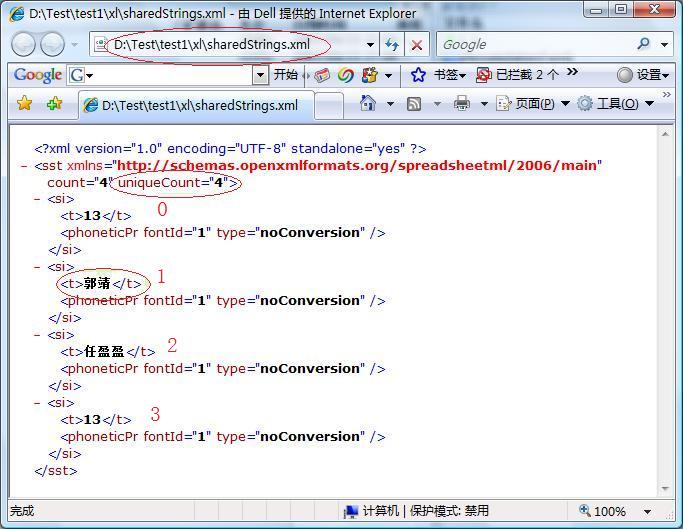 D:\Test\test1\xl\sharedStrings.xml - 由 Dell 提供的 Internet Explorer
D:\Test\test1\xl\sharedStrings.xml
Google
Google G 开始 书签 已拦截 2 个 » 设置
D:\Test\test1\xl\sharedStrings.xml 页面(P) 工具(O) »
<?xml version="1.0" encoding="UTF-8" standalone="yes" ?>
- <sst xmlns="http://schemas.openxmlformats.org/spreadsheetml/2006/main"
count="4" uniqueCount="4">
- <si>
<t>13</t> 0
<phoneticPr fontId="1" type="noConversion" />
</si>
- <si>
<t>郭靖</t> 1
<phoneticPr fontId="1" type="noConversion" />
</si>
- <si>
<t>任盈盈</t> 2
<phoneticPr fontId="1" type="noConversion" />
</si>
- <si>
<t>13</t> 3
<phoneticPr fontId="1" type="noConversion" />
</si>
</sst>
完成 计算机 | 保护模式: 禁用 100%